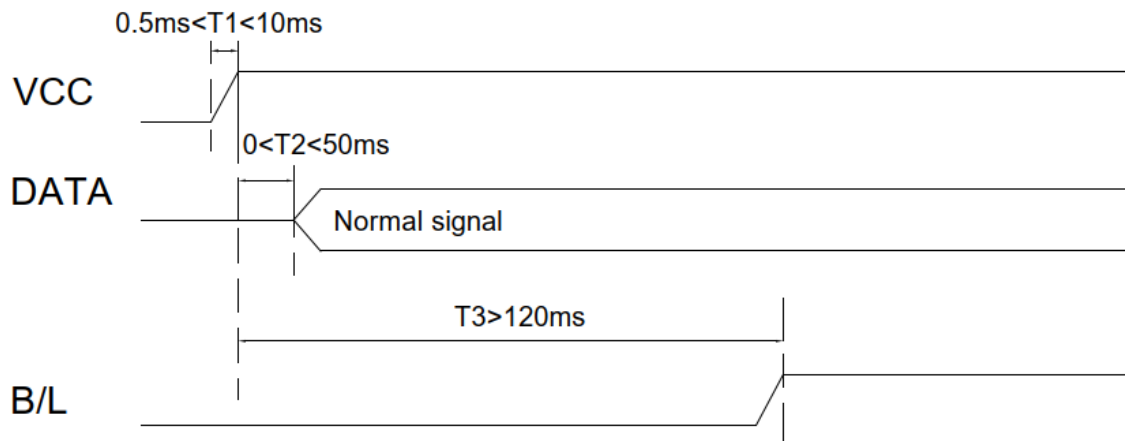 0.5ms<T1<10ms
VCC
0<T2<50ms
DATA
Normal signal
T3>120ms
B/L